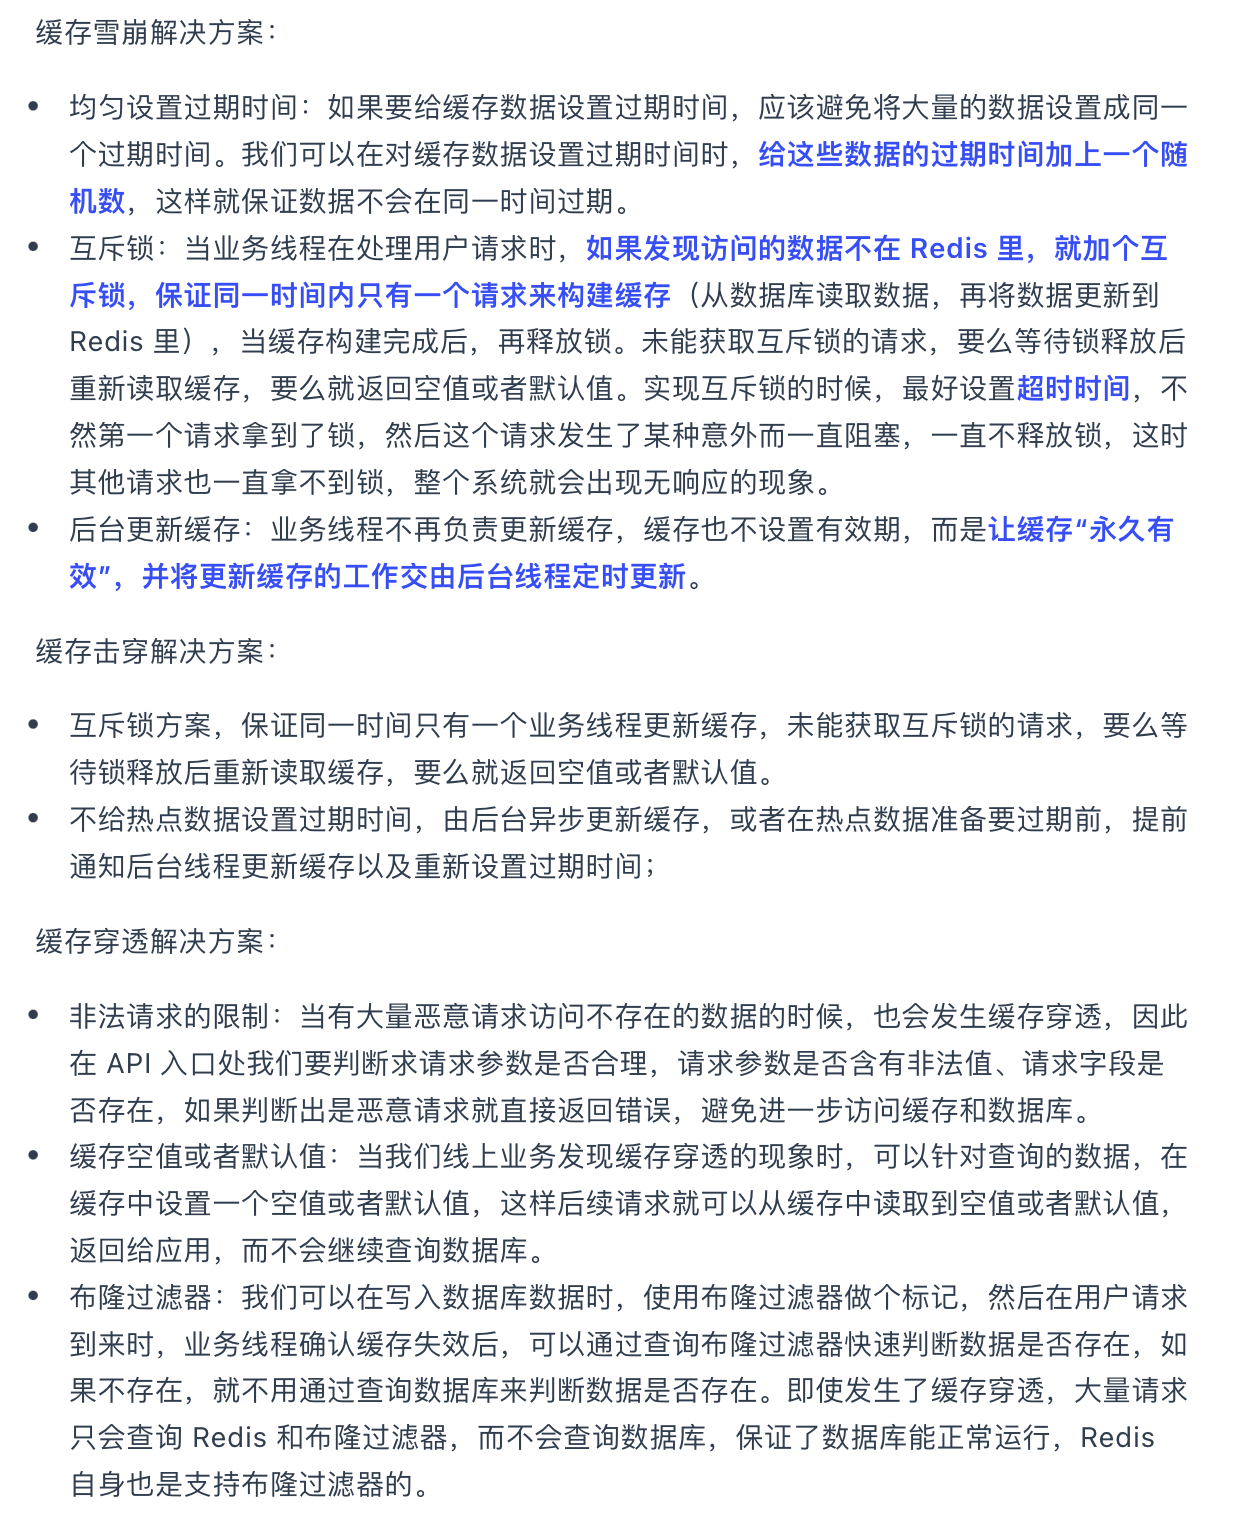 缓存雪崩解决方案：
• 均匀设置过期时间：如果要给缓存数据设置过期时间，应该避免将大量的数据设置成同一
个过期时间。我们可以在对缓存数据设置过期时间时，给这些数据的过期时间加上一个随
机数，这样就保证数据不会在同一时间过期。
• 互斥锁：当业务线程在处理用户请求时，如果发现访问的数据不在 Redis 里，就加个互
斥锁，保证同一时间内只有一个请求来构建缓存（从数据库读取数据，再将数据更新到
Redis 里），当缓存构建完成后，再释放锁。未能获取互斥锁的请求，要么等待锁释放后
重新读取缓存，要么就返回空值或者默认值。实现互斥锁的时候，最好设置超时时间，不
然第一个请求拿到了锁，然后这个请求发生了某种意外而一直阻塞，一直不释放锁，这时
其他请求也一直拿不到锁，整个系统就会出现无响应的现象。
• 后台更新缓存：业务线程不再负责更新缓存，缓存也不设置有效期，而是让缓存“永久有
效”，并将更新缓存的工作交由后台线程定时更新。
缓存击穿解决方案：
• 互斥锁方案，保证同一时间只有一个业务线程更新缓存，未能获取互斥锁的请求，要么等
待锁释放后重新读取缓存，要么就返回空值或者默认值。
• 不给热点数据设置过期时间，由后台异步更新缓存，或者在热点数据准备要过期前，提前
通知后台线程更新缓存以及重新设置过期时间；
缓存穿透解决方案：
• 非法请求的限制：当有大量恶意请求访问不存在的数据的时候，也会发生缓存穿透，因此
在 API 入口处我们要判断求请求参数是否合理，请求参数是否含有非法值、请求字段是
否存在，如果判断出是恶意请求就直接返回错误，避免进一步访问缓存和数据库。
• 缓存空值或者默认值：当我们线上业务发现缓存穿透的现象时，可以针对查询的数据，在
缓存中设置一个空值或者默认值，这样后续请求就可以从缓存中读取到空值或者默认值，
返回给应用，而不会继续查询数据库。
• 布隆过滤器：我们可以在写入数据库数据时，使用布隆过滤器做个标记，然后在用户请求
到来时，业务线程确认缓存失效后，可以通过查询布隆过滤器快速判断数据是否存在，如
果不存在，就不用通过查询数据库来判断数据是否存在。即使发生了缓存穿透，大量请求
只会查询 Redis 和布隆过滤器，而不会查询数据库，保证了数据库能正常运行，Redis
自身也是支持布隆过滤器的。